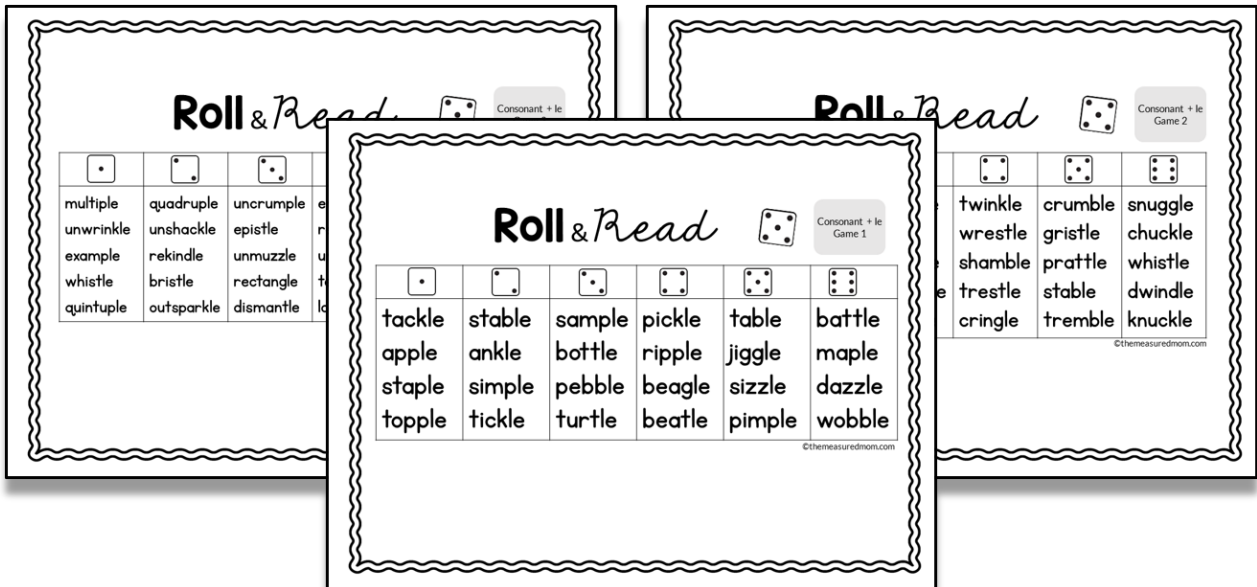 Roll & Read
Consonant + le
multiple quadruple uncrumple
unwrinkle unshackle epistle
example rekindle unmuzzle
whistle bristle rectangle
quintuple outsparkle dismantle
Roll & Read
Consonant + le
Game 1
tackle stable sample pickle table battle
apple ankle bottle ripple jiggle maple
staple simple pebble beagle sizzle dazzle
topple tickle turtle beatle pimple wobble
©themeasuredmom.com
Roll & Read
Consonant + le
Game 2
twinkle crumble snuggle
wrestle gristle chuckle
shamble prattle whistle
trestle stable dwindle
cringle tremble knuckle
©themeasuredmom.com